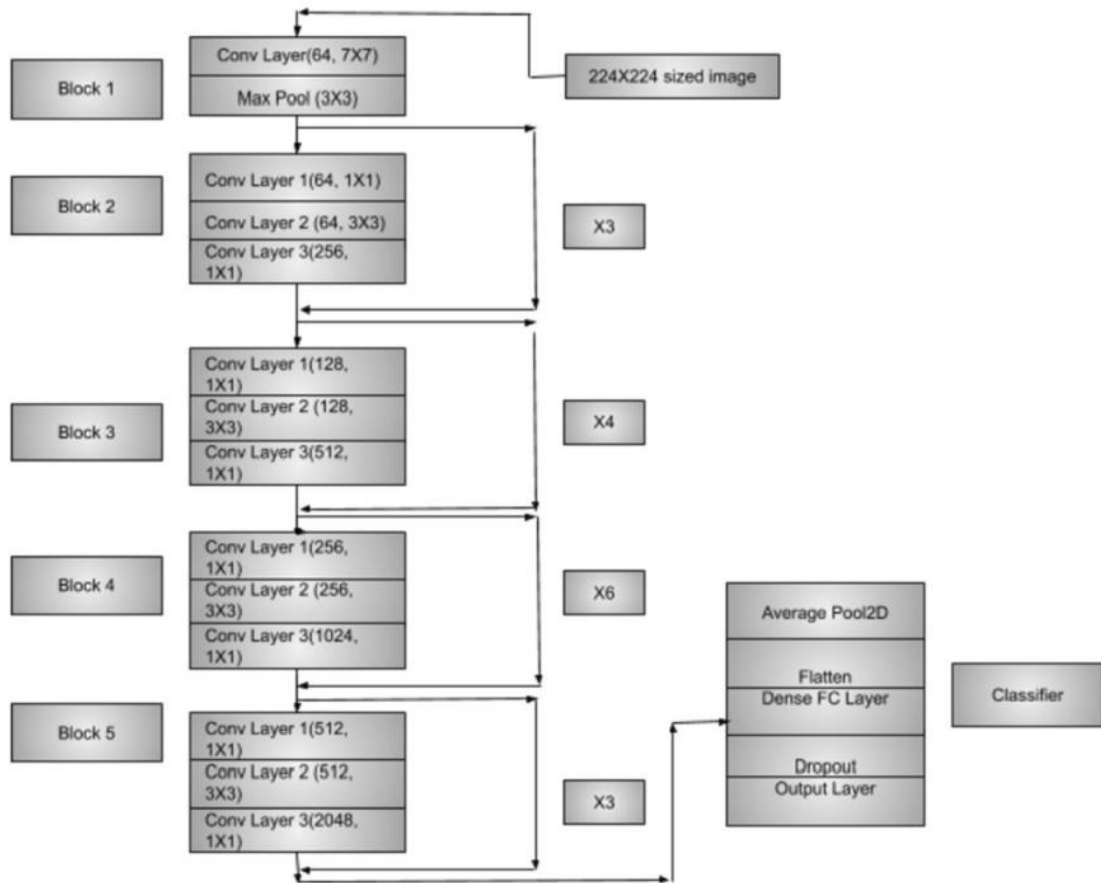 Block 1
Conv Layer(64, 7X7)
Max Pool (3X3)
224X224 sized image
Block 2
Conv Layer 1(64, 1X1)
Conv Layer 2 (64, 3X3)
Conv Layer 3(256,
1X1)
X3
Block 3
Conv Layer 1(128,
1X1)
Conv Layer 2 (128,
3X3)
Conv Layer 3(512,
1X1)
X4
Block 4
Conv Layer 1(256,
1X1)
Conv Layer 2 (256,
3X3)
Conv Layer 3(1024,
1X1)
X6
Block 5
Conv Layer 1(512,
1X1)
Conv Layer 2 (512,
3X3)
Conv Layer 3(2048,
1X1)
X3
Average Pool2D
Flatten
Dense FC Layer
Dropout
Output Layer
Classifier